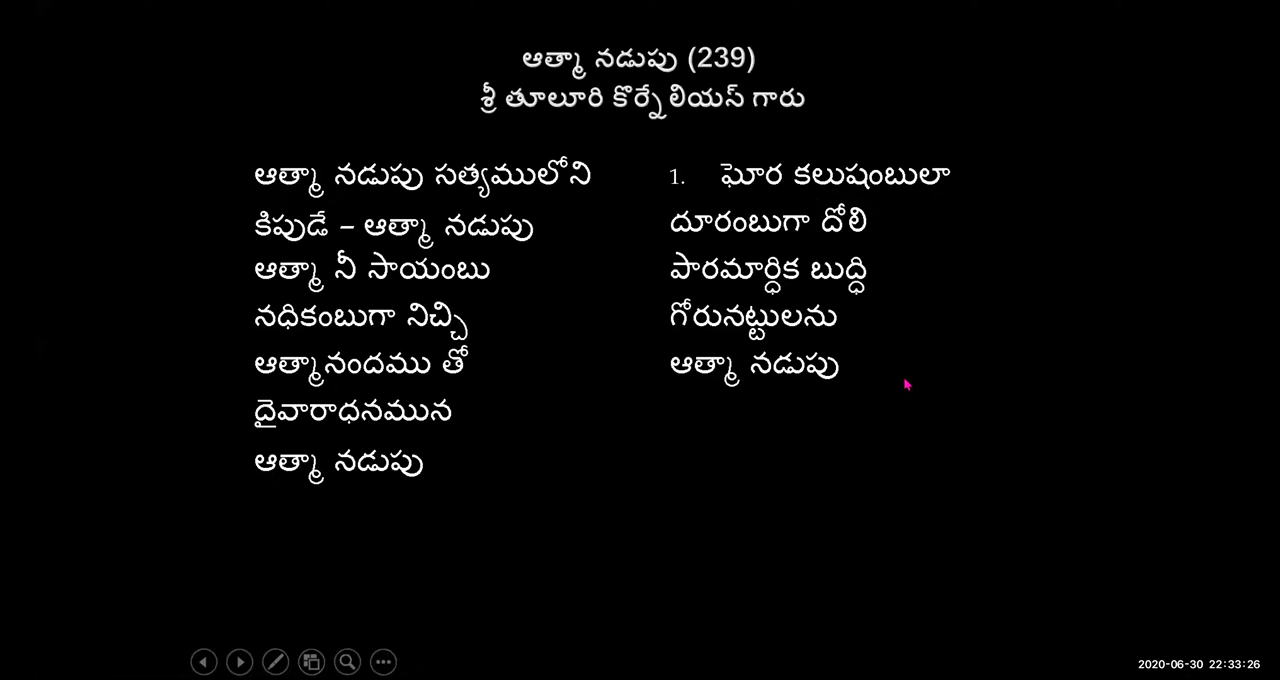 ఆత్మా నడుపు (239)
శ్రీ తూలూరి కొర్నేలియస్ గారు
ఆత్మా నడుపు సత్యములోని
కిపుడే – ఆత్మా నడుపు
ఆత్మా నీ సాయంబు
నధికంబుగా నిచ్చి
ఆత్మానందము తో
దైవారాధనమున
ఆత్మా నడుపు
1. ఘోర కలుషంబులా
దూరంబుగా దోలి
పారమార్ధిక బుద్ధి
గోరునట్టులను
ఆత్మా నడుపు
2020-06-30 22:33:26